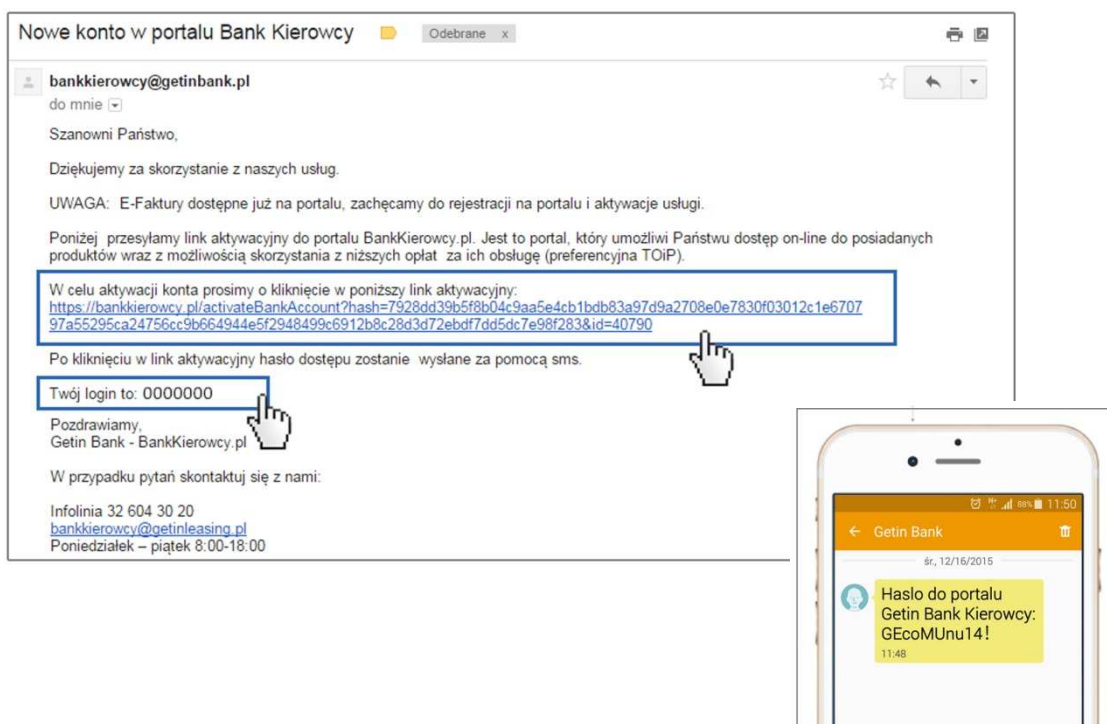 Nowe konto w portalu Bank Kierowcy
Odebrane x
bankkierowcy@getinbank.pl
do mnie
Szanowni Państwo,
Dziękujemy za skorzystanie z naszych usług.
UWAGA: E-Faktury dostępne już na portalu, zachęcamy do rejestracji na portalu i aktywacje usługi.
Poniżej przesyłamy link aktywacyjny do portalu BankKierowcy.pl. Jest to portal, który umożliwi Państwu dostęp on-line do posiadanych
produktów wraz z możliwością skorzystania z niższych opłat za ich obsługę (preferencyjna TOiP).
W celu aktywacji konta prosimy o kliknięcie w poniższy link aktywacyjny:
https://bankkierowcy.pl/activateBankAccount?hash=7928dd39b5f8b04c9aa5e4cb1bdb83a97d9a2708e0e7830f03012c1e6707
97a55295ca24756cc9b664944e5f2948499c6912b8c28d3d72ebdf7dd5dc7e98f283&id=40790
Po kliknięciu w link aktywacyjny hasło dostępu zostanie wysłane za pomocą sms.
Twój login to: 0000000
Pozdrawiamy,
Getin Bank - BankKierowcy.pl
W przypadku pytań skontaktuj się z nami:
Infolinia 32 604 30 20
bankkierowcy@getinleasing.pl
Poniedziałek – piątek 8:00-18:00
88% 11:50
Getin Bank
śr., 12/16/2015
Haslo do portalu
Getin Bank Kierowcy:
GEcoMUnu14!
11:48